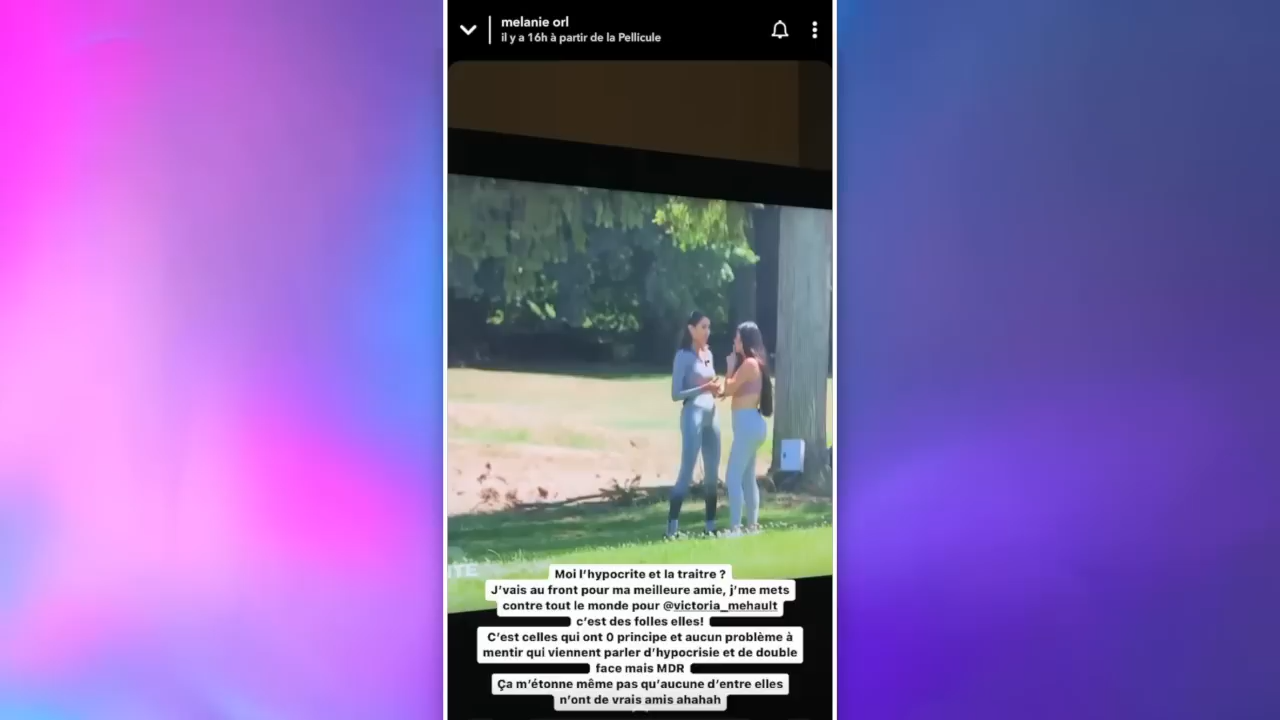 melanie orl
il y a 16h à partir de la Pellicule
Moi l'hypocrite et la traitre ?
J'vais au front pour ma meilleure amie, j'me mets
contre tout le monde pour @victoria_mehault
c'est des folles elles!
C'est celles qui ont 0 principe et aucun problème à
mentir qui viennent parler d'hypocrisie et de double
face mais MDR
Ça m'étonne même pas qu'aucune d'entre elles
n'ont de vrais amis ahahah